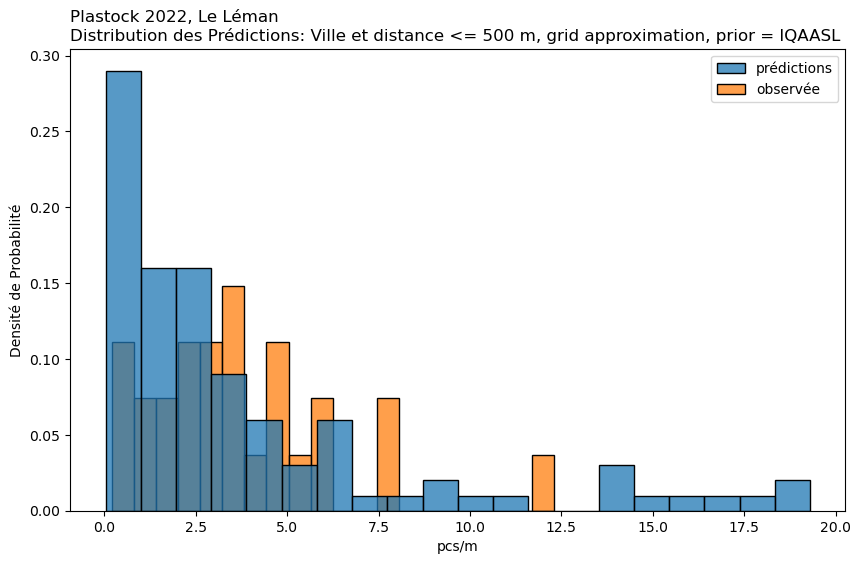 Plastock 2022, Le Léman
Distribution des Prédictions: Ville et distance <= 500 m, grid approximation, prior = IQAASL
prédictions
observée
Densité de Probabilité
0.30
0.25
0.20
0.15
0.10
0.05
0.00
0.0 2.5 5.0 7.5 10.0 12.5 15.0 17.5 20.0
pcs/m